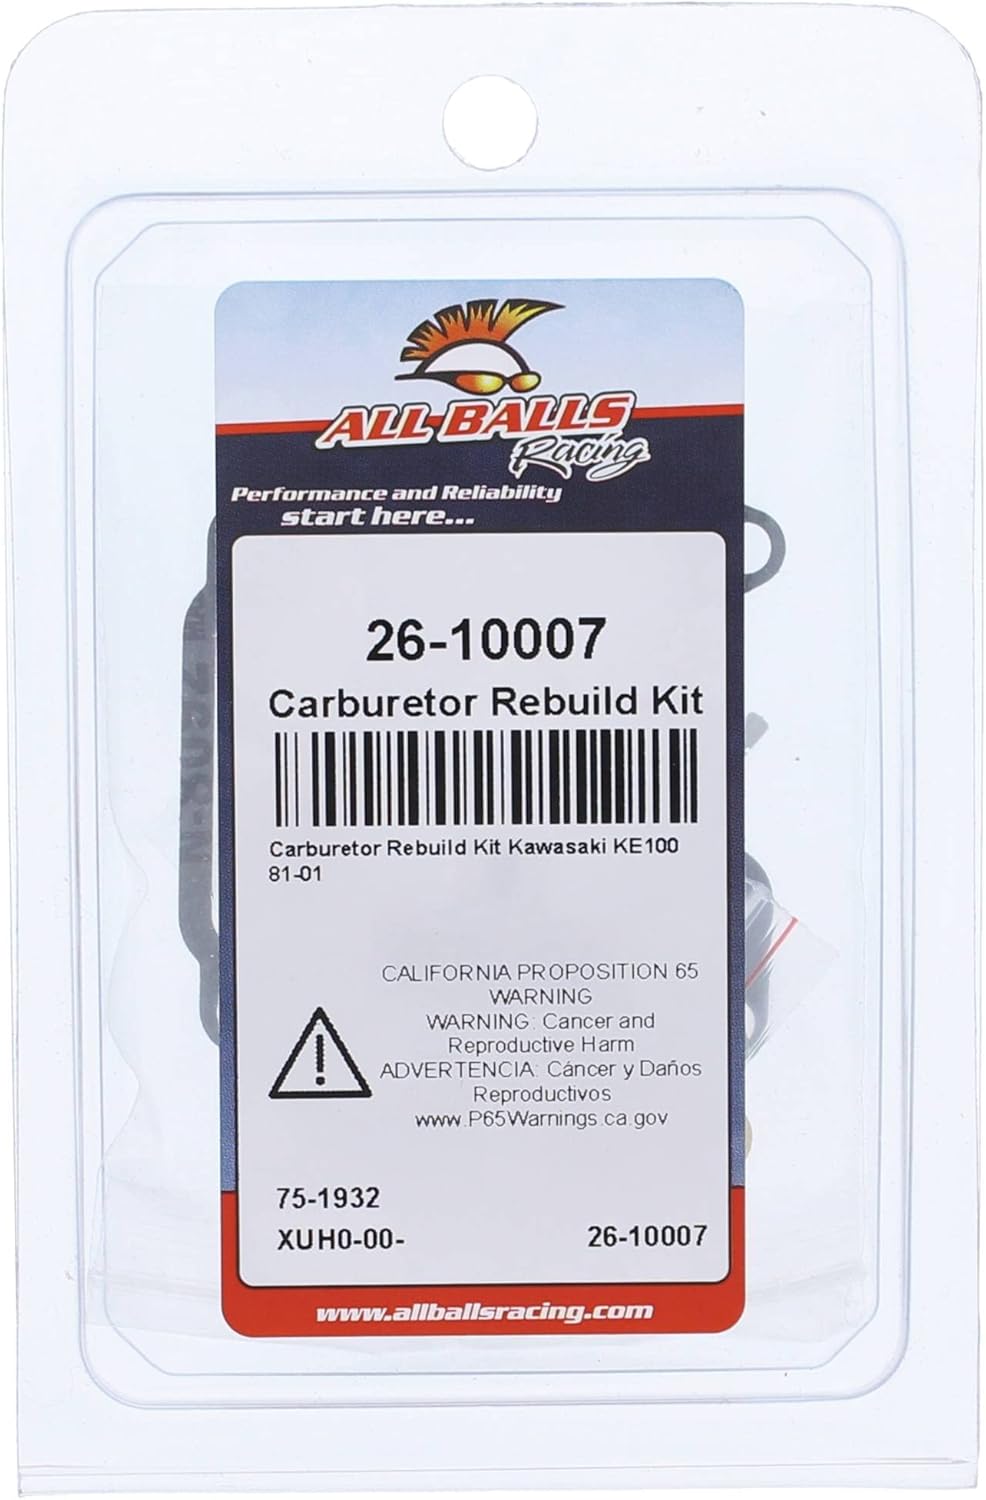 ALL BALLS
Racing
Performance and Reliability
start here...
26-10007
Carburetor Rebuild Kit
Carburetor Rebuild Kit Kawasaki KE100
81-01
CALIFORNIA PROPOSITION 65
WARNING
WARNING: Cancer and
Reproductive Harm
ADVERTENCIA: Cáncer y Daños
Reproductivos
www.P65Warnings.ca.gov
75-1932
XUH0-00-
26-10007
www.allballsracing.com